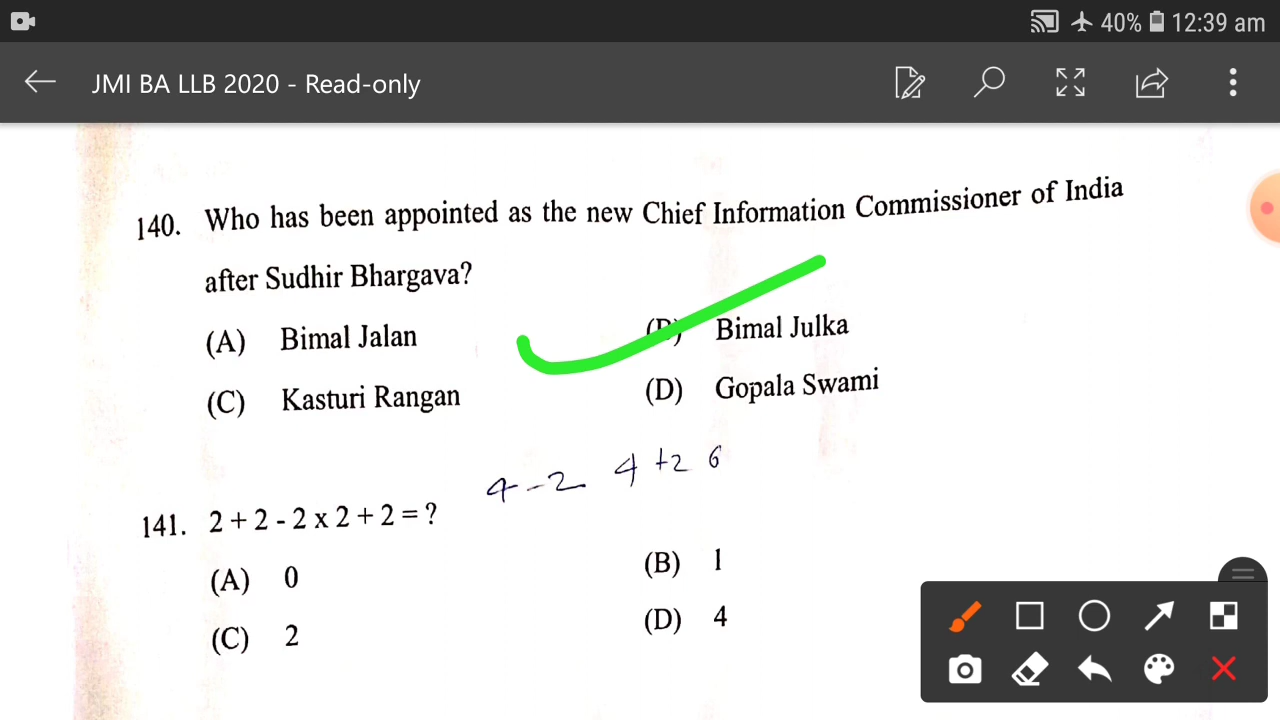 40% 12:39 am
JMI BA LLB 2020 - Read-only
140. Who has been appointed as the new Chief Information Commissioner of India
after Sudhir Bhargava?
(A) Bimal Jalan (B) Bimal Julka
(C) Kasturi Rangan (D) Gopala Swami
4-2 4+2 6
141. 2 + 2 - 2 x 2 + 2 = ?
(A) 0 (B) 1
(C) 2 (D) 4